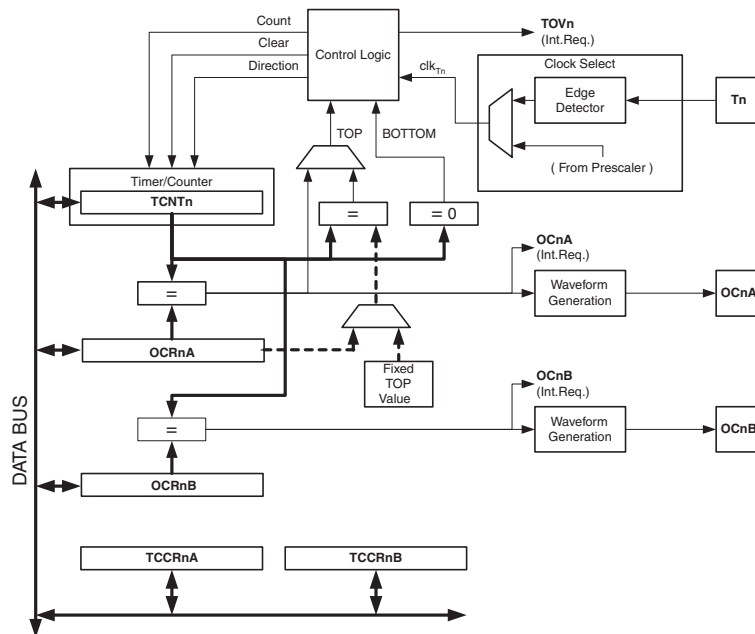 Count
Clear
Direction
Control Logic
TOVn
(Int.Req.)
clkTn
Clock Select
Edge
Detector
Tn
( From Prescaler )
TOP
BOTTOM
Timer/Counter
TCNTn
=
= 0
OCnA
(Int.Req.)
=
Waveform
Generation
OCnA
OCRnA
Fixed
TOP
Value
OCnB
(Int.Req.)
=
Waveform
Generation
OCnB
OCRnB
DATA BUS
TCCRnA
TCCRnB